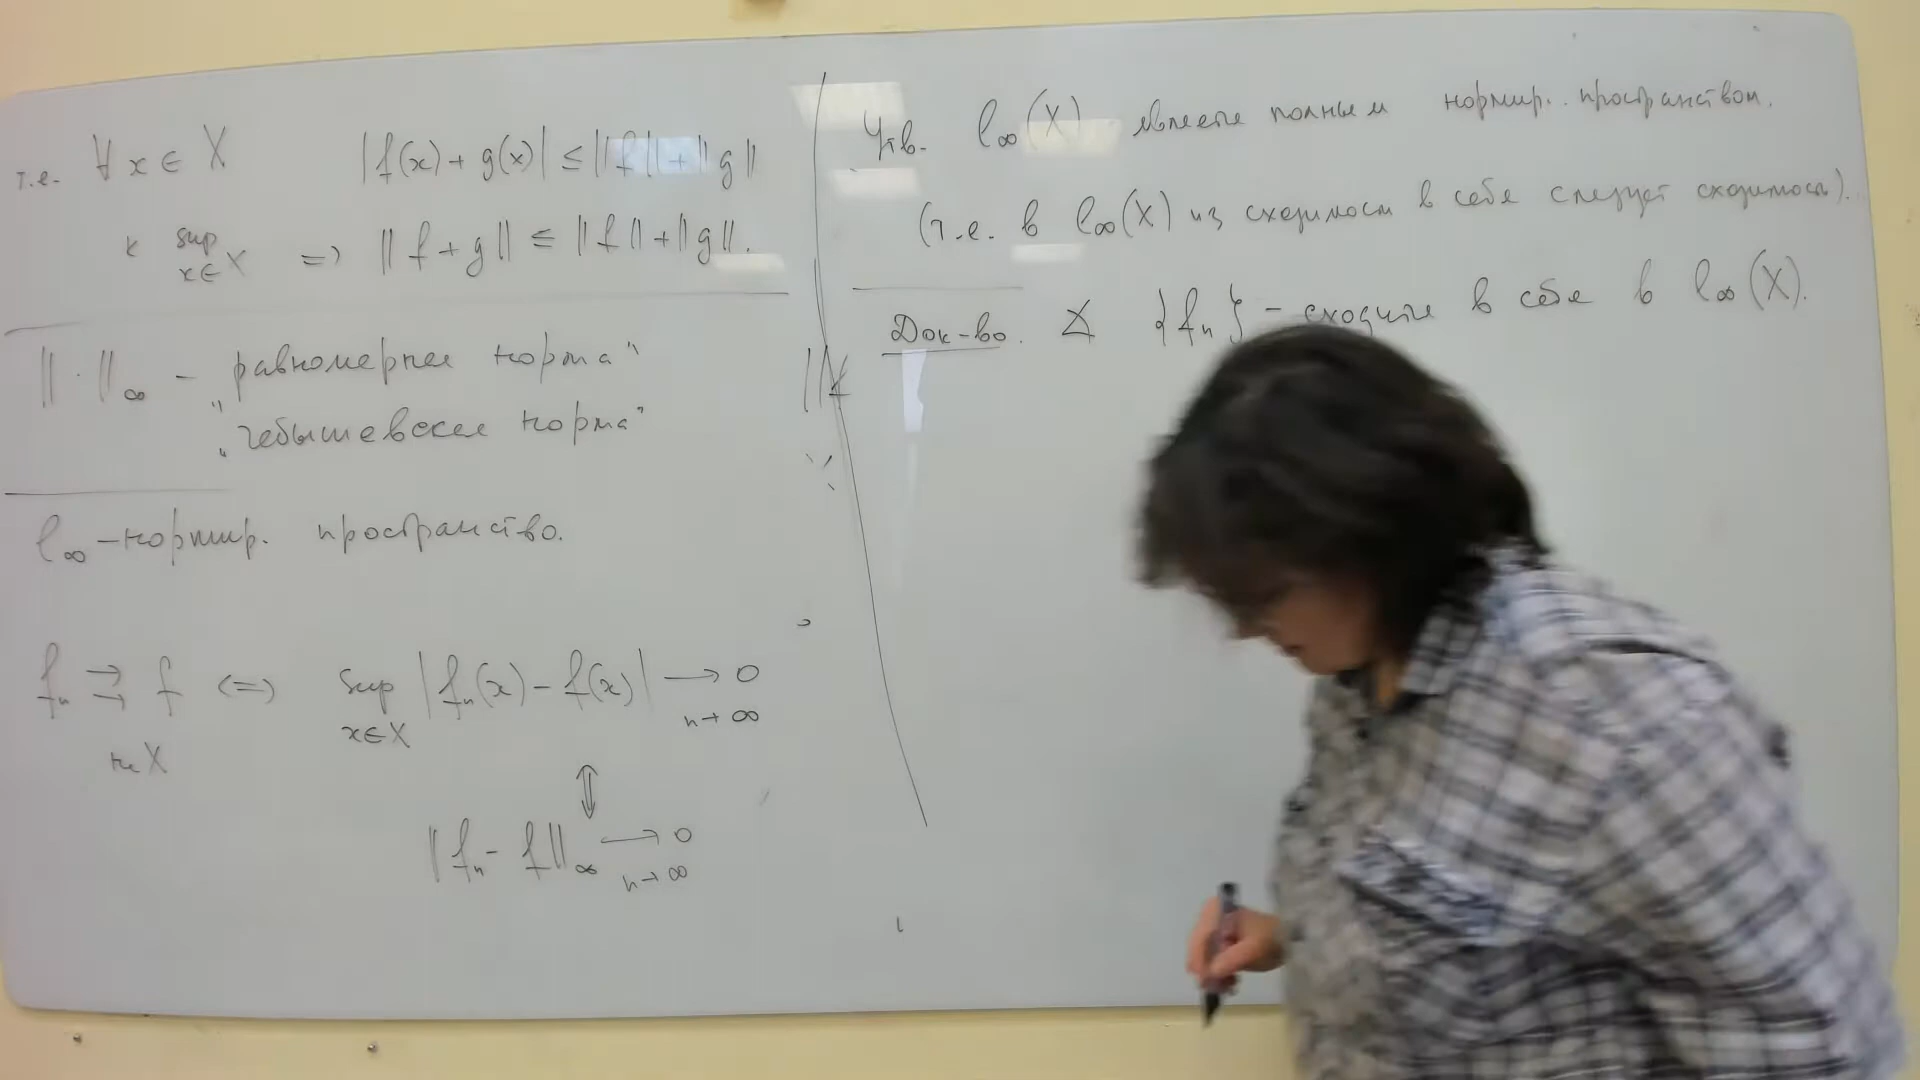 т.е. ∀ x ∈ X |f(x) + g(x)| ≤ ||f|| + ||g||
sup x∈X => ||f + g|| ≤ ||f|| + ||g||.
|| · ||∞ – „равномерная норма"
„чебышевская норма"
l∞ – нормир. пространство.
fn ⇉ f <=> sup |fn(x) – f(x)| → 0
на X x∈X n→∞
⇕
||fn – f||∞ → 0
n→∞
Утв. l∞(X) является полным нормир. пространством.
(т.е. в l∞(X) из сходимости в себе следует сходимость).
Док-во. ∡ {fn} – сходится в себе в l∞(X).